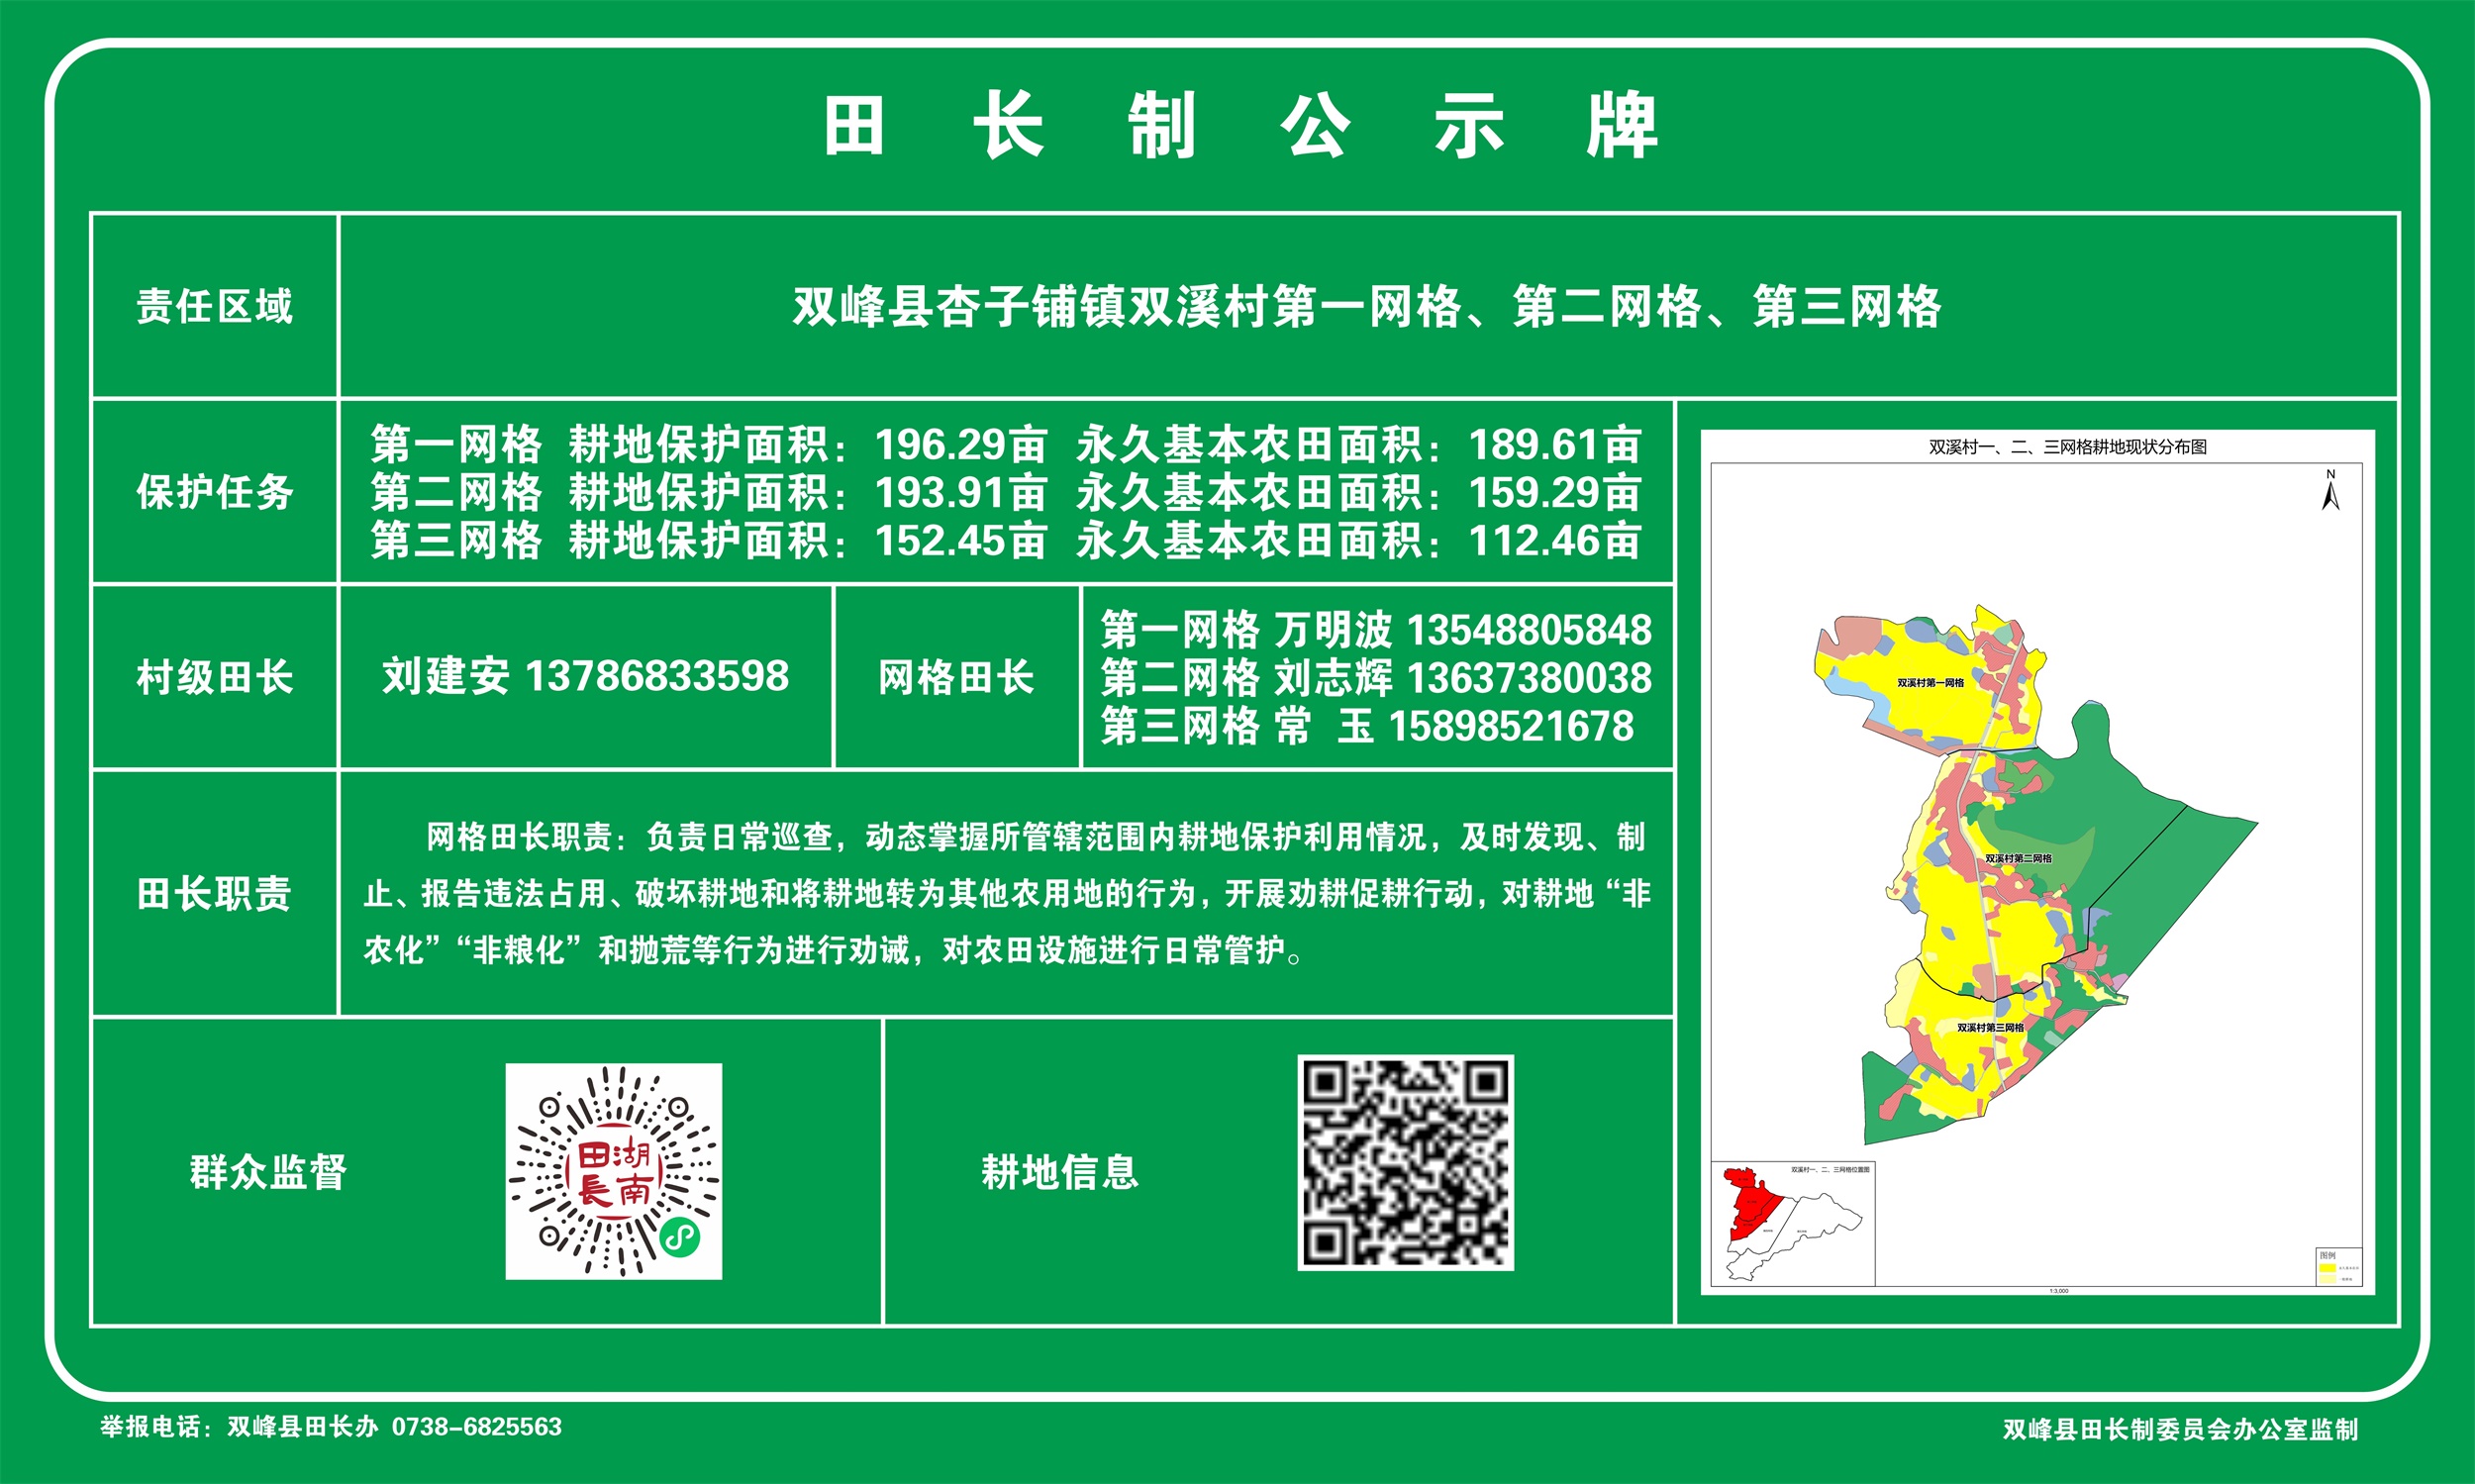 田长制公示牌
责任区域
双峰县杏子铺镇双溪村第一网格、第二网格、第三网格
保护任务
第一网格 耕地保护面积：196.29亩 永久基本农田面积：189.61亩
第二网格 耕地保护面积：193.91亩 永久基本农田面积：159.29亩
第三网格 耕地保护面积：152.45亩 永久基本农田面积：112.46亩
村级田长
刘建安 13786833598
网格田长
第一网格 万明波 13548805848
第二网格 刘志辉 13637380038
第三网格 常 玉 15898521678
田长职责
网格田长职责：负责日常巡查，动态掌握所管辖范围内耕地保护利用情况，及时发现、制
止、报告违法占用、破坏耕地和将耕地转为其他农用地的行为，开展劝耕促耕行动，对耕地“非
农化”“非粮化”和抛荒等行为进行劝诫，对农田设施进行日常管护。
群众监督
田湖
長南
耕地信息
双溪村一、二、三网格耕地现状分布图
N
双溪村第一网格
双溪村第二网格
双溪村第三网格
双溪村一、二、三网格位置图
图例
1:3,000
举报电话：双峰县田长办 0738-6825563
双峰县田长制委员会办公室监制